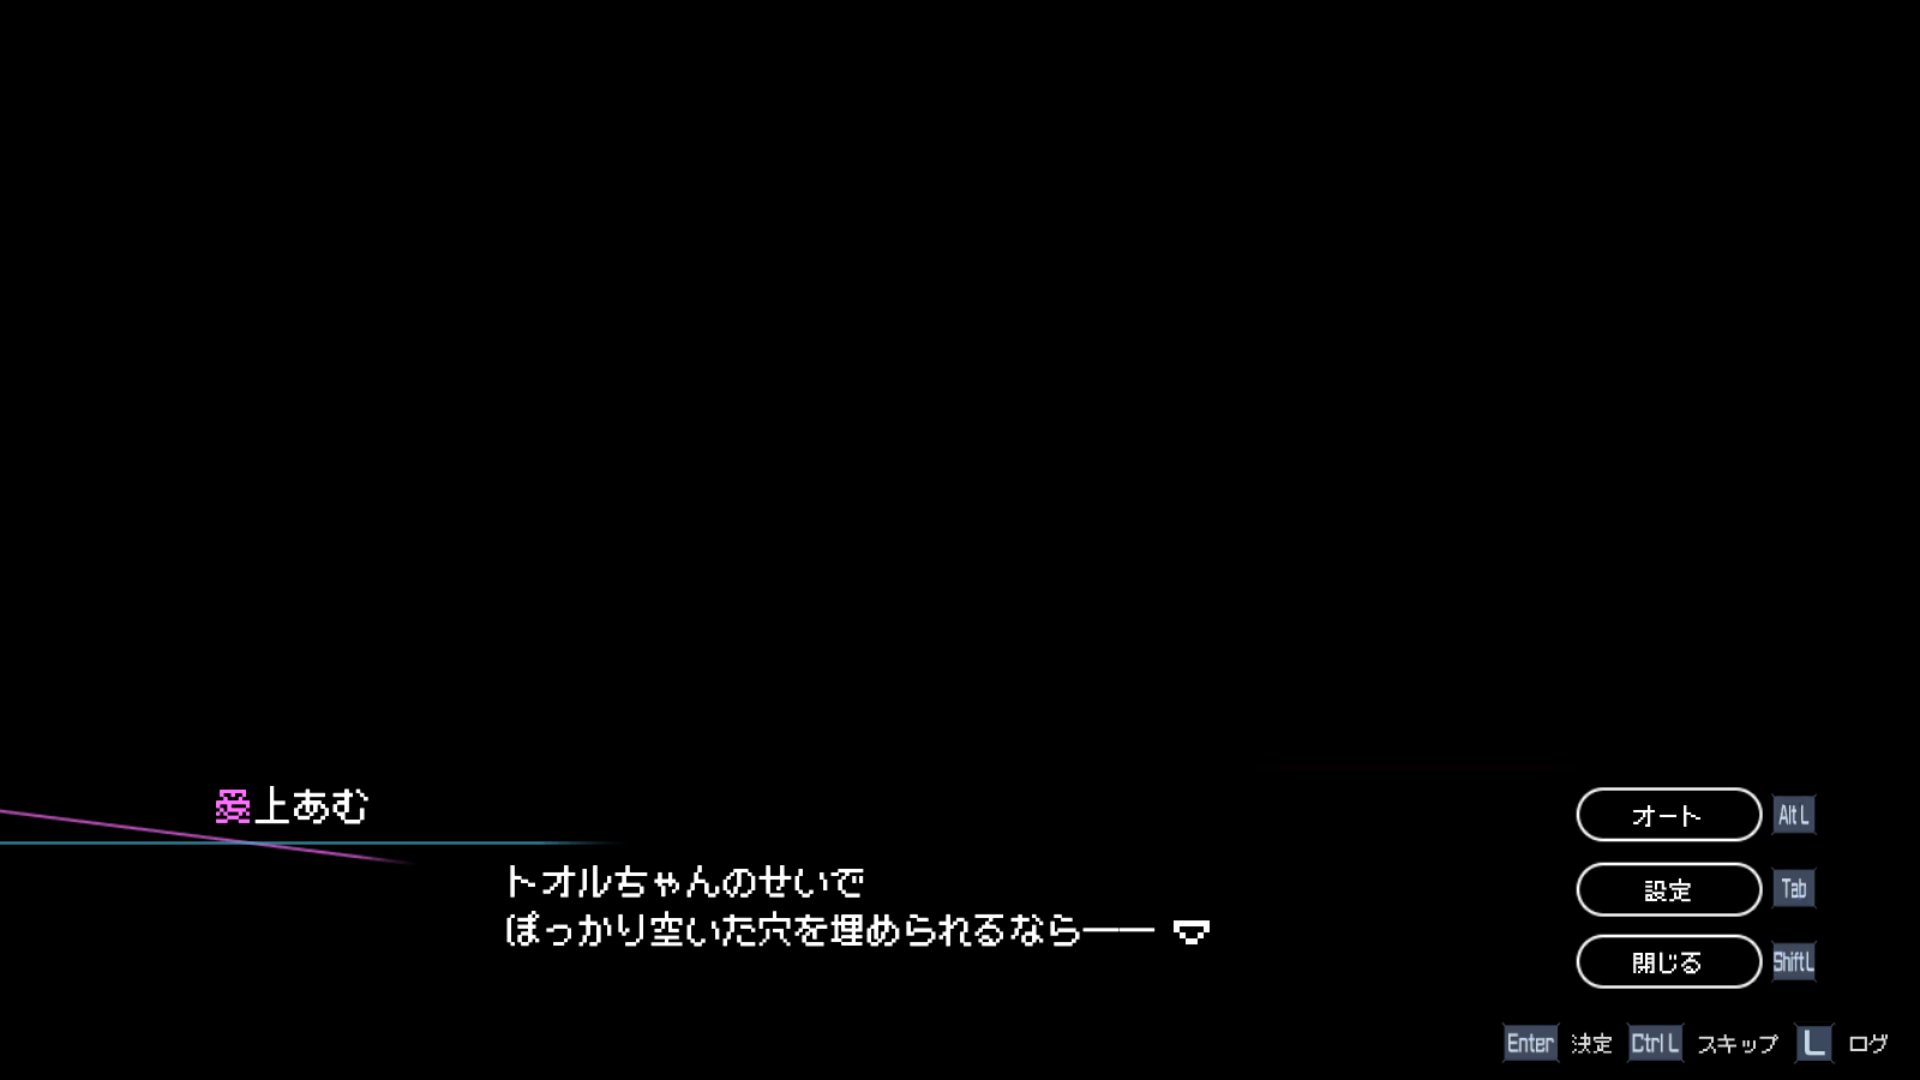 愛上あむ
トオルちゃんのせいで
ぽっかり空いた穴を埋められるなら――
オート Alt L
設定 Tab
閉じる Shift L
Enter 決定 Ctrl L スキップ L ログ